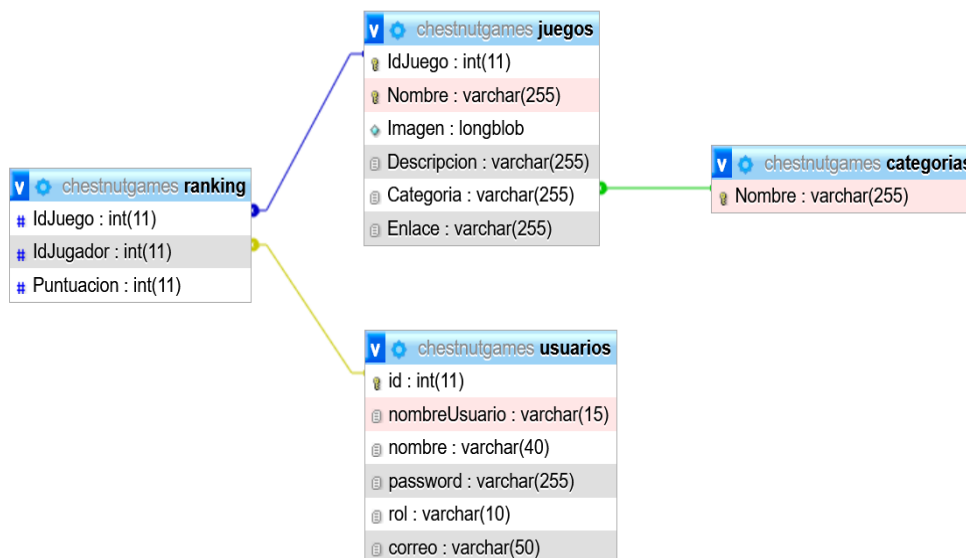 chestnutgames ranking
# IdJuego : int(11)
# IdJugador : int(11)
# Puntuacion : int(11)
v chestnutgames juegos
IdJuego : int(11)
Nombre : varchar(255)
Imagen : longblob
Descripcion : varchar(255)
Categoria : varchar(255)
Enlace : varchar(255)
v chestnutgames categorias
Nombre : varchar(255)
v chestnutgames usuarios
id : int(11)
nombreUsuario : varchar(15)
nombre : varchar(40)
password : varchar(255)
rol : varchar(10)
correo : varchar(50)